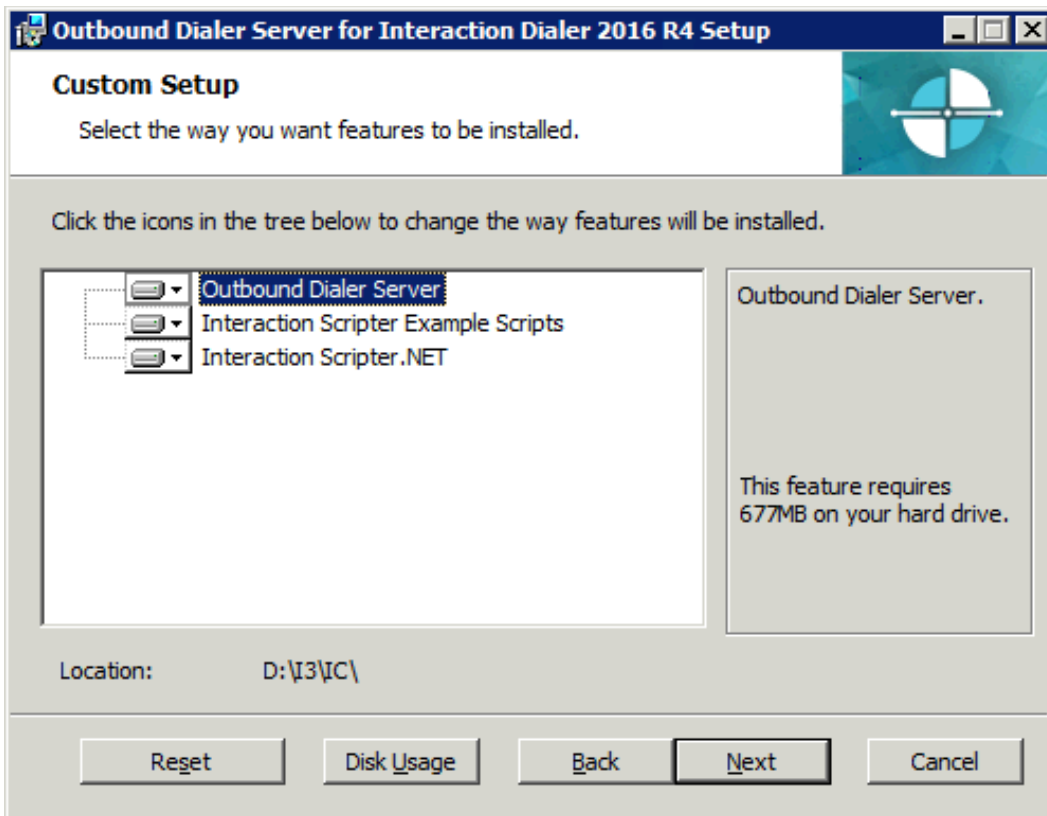 Outbound Dialer Server for Interaction Dialer 2016 R4 Setup
Custom Setup
Select the way you want features to be installed.
Click the icons in the tree below to change the way features will be installed.
Outbound Dialer Server
Interaction Scripter Example Scripts
Interaction Scripter.NET
Outbound Dialer Server.
This feature requires
677MB on your hard drive.
Location: D:\I3\IC\
Reset Disk Usage Back Next Cancel